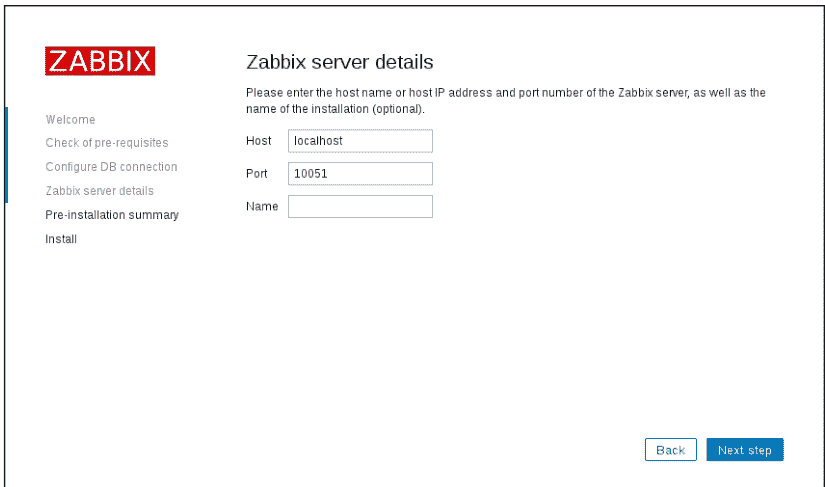 ZABBIX
Welcome
Check of pre-requisites
Configure DB connection
Zabbix server details
Pre-installation summary
Install
Zabbix server details
Please enter the host name or host IP address and port number of the Zabbix server, as well as the
name of the installation (optional).
Host localhost
Port 10051
Name
Back Next step